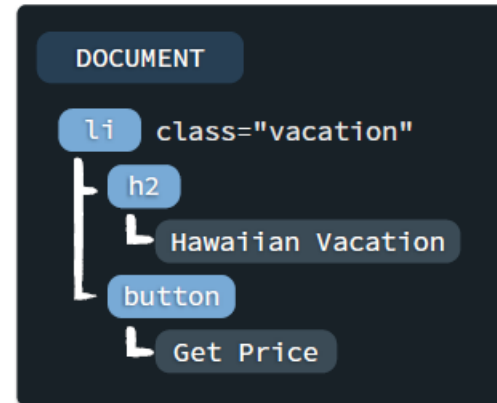 DOCUMENT
li class="vacation"
h2
Hawaiian Vacation
button
Get Price